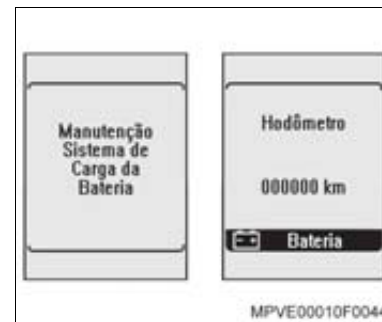 Manutenção
Sistema de
Carga da
Bateria
Hodômetro
000000 km
Bateria
MPVE00010F0044